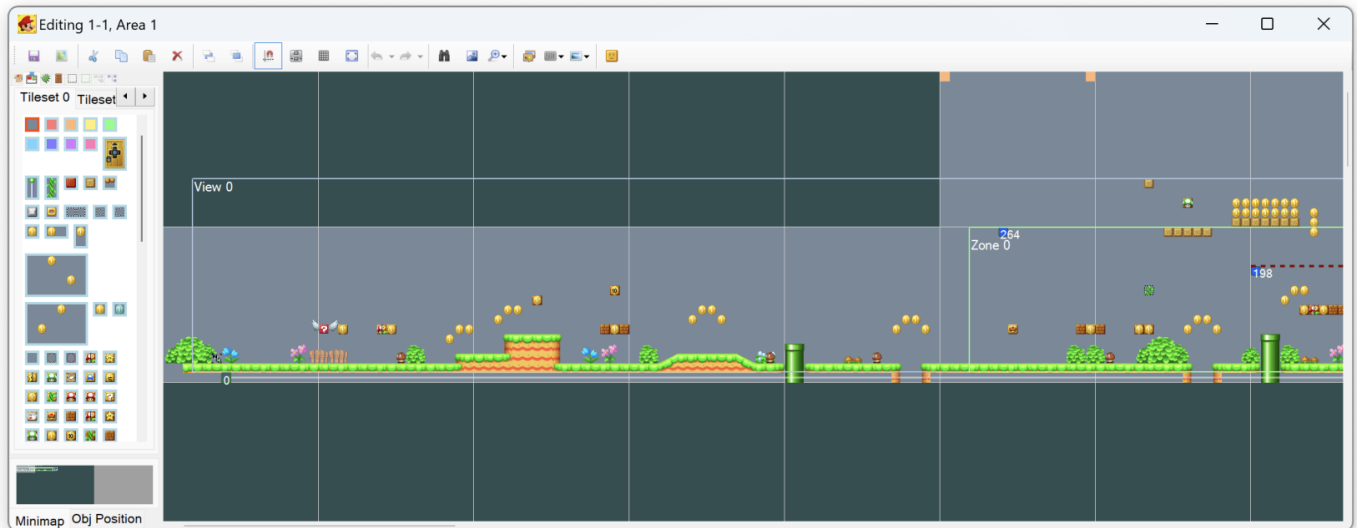 Editing 1-1, Area 1
Tileset 0
Tileset
View 0
264
Zone 0
198
0
Minimap
Obj Position